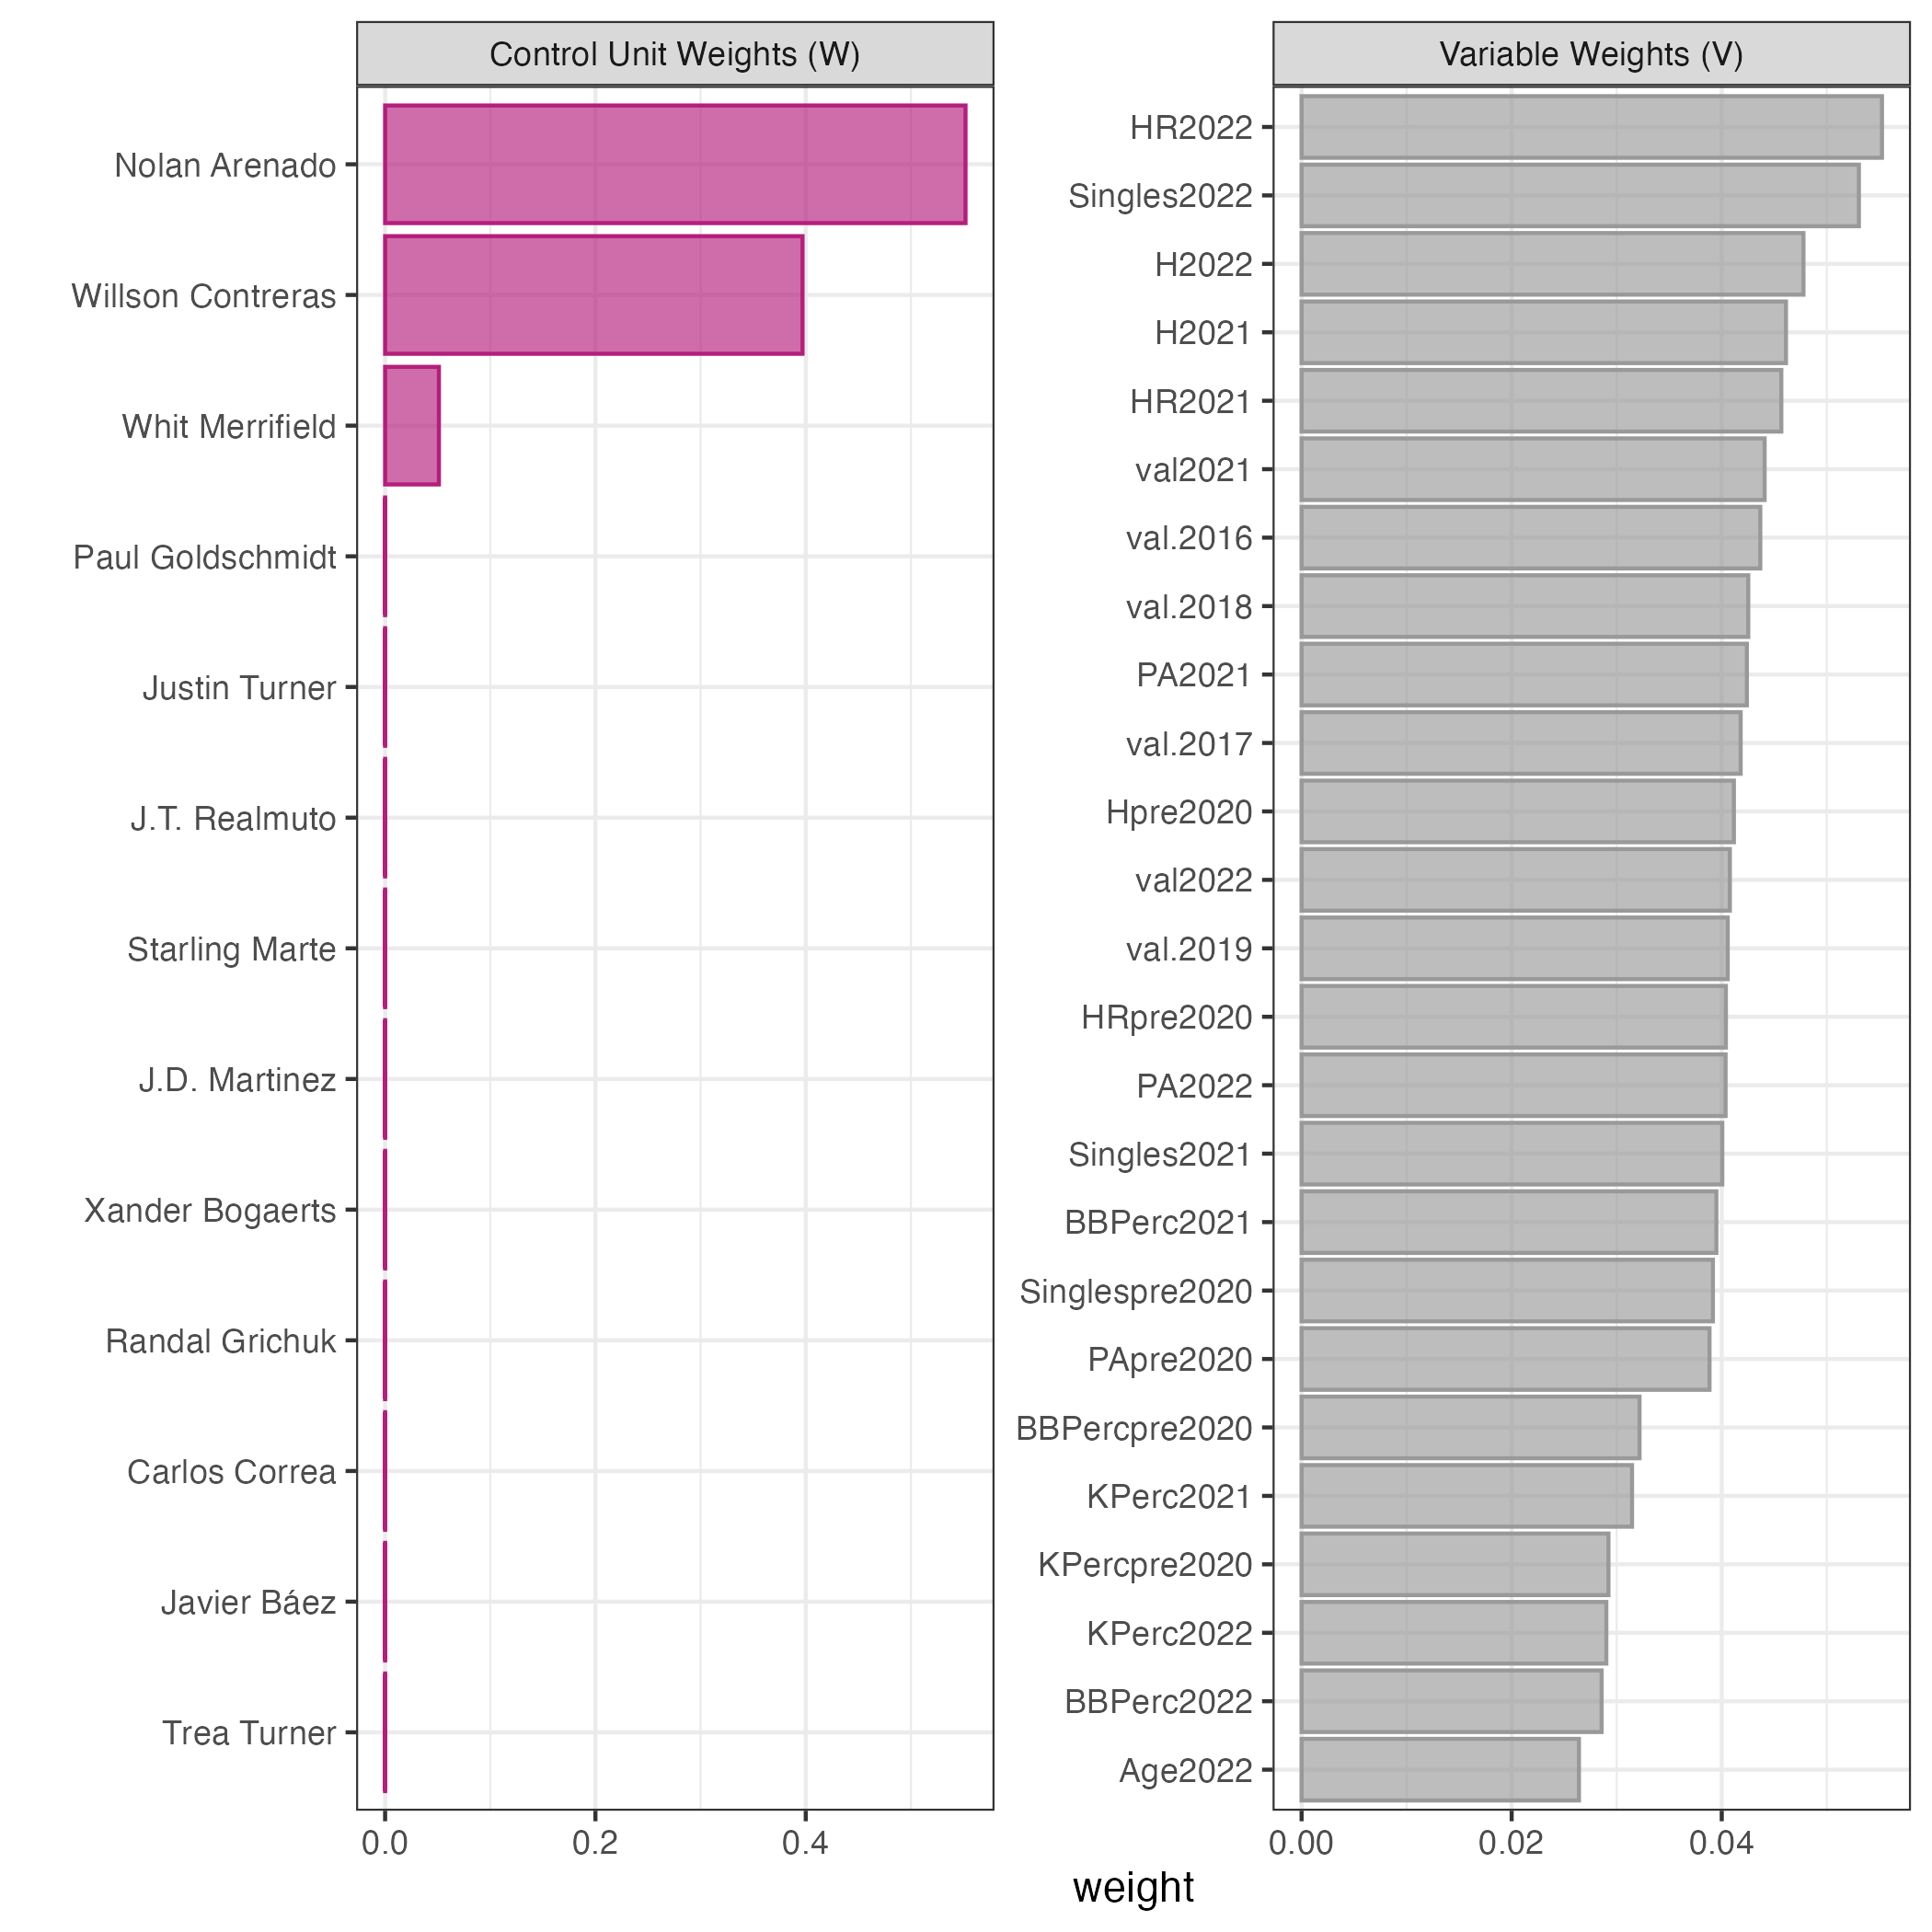 Control Unit Weights (W)
Nolan Arenado
Willson Contreras
Whit Merrifield
Paul Goldschmidt
Justin Turner
J.T. Realmuto
Starling Marte
J.D. Martinez
Xander Bogaerts
Randal Grichuk
Carlos Correa
Javier Báez
Trea Turner
0.0 0.2 0.4
Variable Weights (V)
HR2022
Singles2022
H2022
H2021
HR2021
val2021
val.2016
val.2018
PA2021
val.2017
Hpre2020
val2022
val.2019
HRpre2020
PA2022
Singles2021
BBPerc2021
Singlespre2020
PApre2020
BBPercpre2020
KPerc2021
KPercpre2020
KPerc2022
BBPerc2022
Age2022
0.00 0.02 0.04
weight